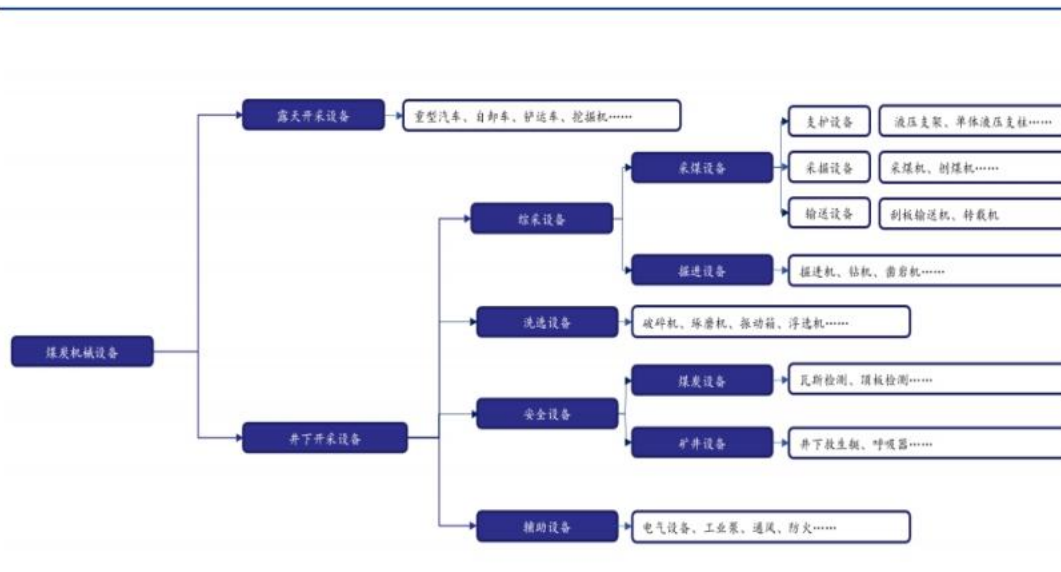 煤炭机械设备
露天开采设备
重型汽车、自卸车、铲运车、挖掘机……
井下开采设备
综采设备
采煤设备
支护设备
液压支架、单体液压支柱……
采掘设备
采煤机、刨煤机……
输送设备
刮板输送机、转载机
掘进设备
掘进机、钻机、凿岩机……
洗选设备
破碎机、琢磨机、振动箱、浮选机……
安全设备
煤炭设备
瓦斯检测、顶板检测……
矿井设备
井下救生舱、呼吸器……
辅助设备
电气设备、工业泵、通风、防火……